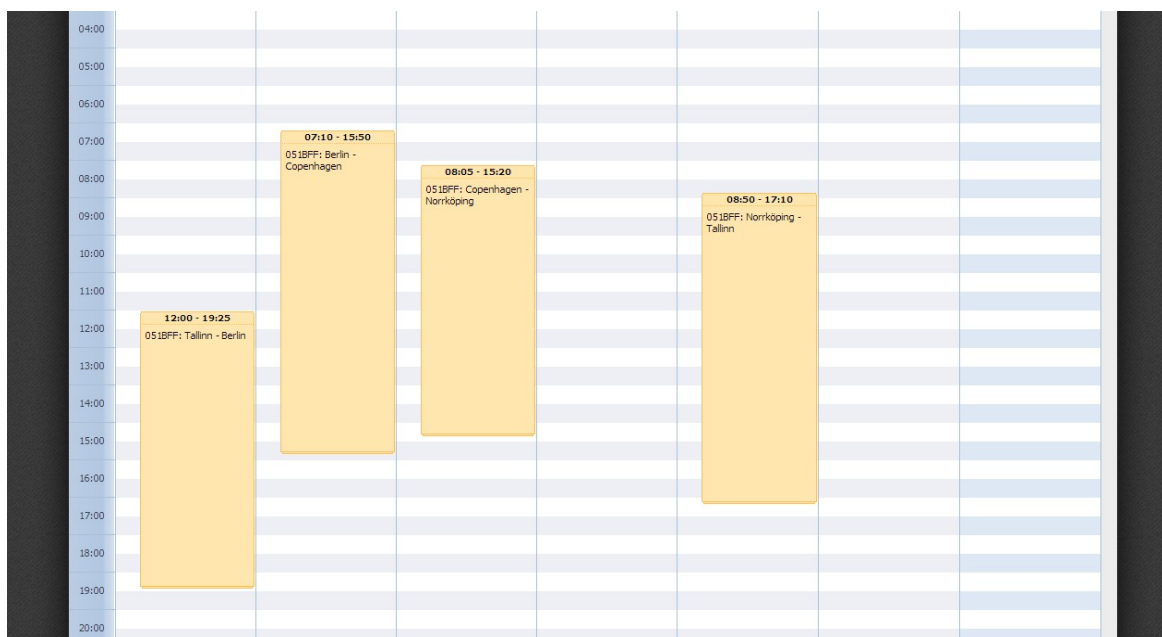 04:00
05:00
06:00
07:00
08:00
09:00
10:00
11:00
12:00
13:00
14:00
15:00
16:00
17:00
18:00
19:00
20:00
12:00 - 19:25
051BFF: Tallinn - Berlin
07:10 - 15:50
051BFF: Berlin -
Copenhagen
08:05 - 15:20
051BFF: Copenhagen -
Norrköping
08:50 - 17:10
051BFF: Norrköping -
Tallinn